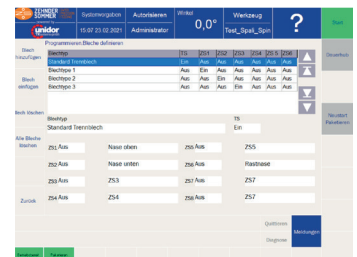 ZEHNDER
SOMMER
unidor
Systemvorgaben
Autorisieren
Winkel
0,0°
Werkzeug
?
Start
15:07 23.02.2021
Administrator
Test_Spali_Spin
Programmieren.Bleche definieren
Blech
hinzufügen
Blech
einfügen
Blech löschen
Alle Bleche
löschen
Zurück
Blechtyp TS ZS1 ZS2 ZS3 ZS4 ZS5 ZS6
Standard Trennblech Ein Aus Aus Aus Aus Aus Aus
Blechtype 1 Aus Ein Aus Aus Aus Aus Aus
Blechtype 2 Aus Aus Ein Aus Aus Aus Aus
Blechtype 3 Aus Aus Aus Aus Aus Aus Aus
Blechtyp TS
Standard Trennblech Ein
ZS1 Aus Nase oben ZS5 Aus ZS5
ZS2 Aus Nase unten ZS6 Aus Rastnase
ZS3 Aus ZS3 ZS7 Aus ZS7
ZS4 Aus ZS4 ZS8 Aus ZS7
Dauerhub
Neustart
Paketieren
Quittieren
Diagnose
Meldungen